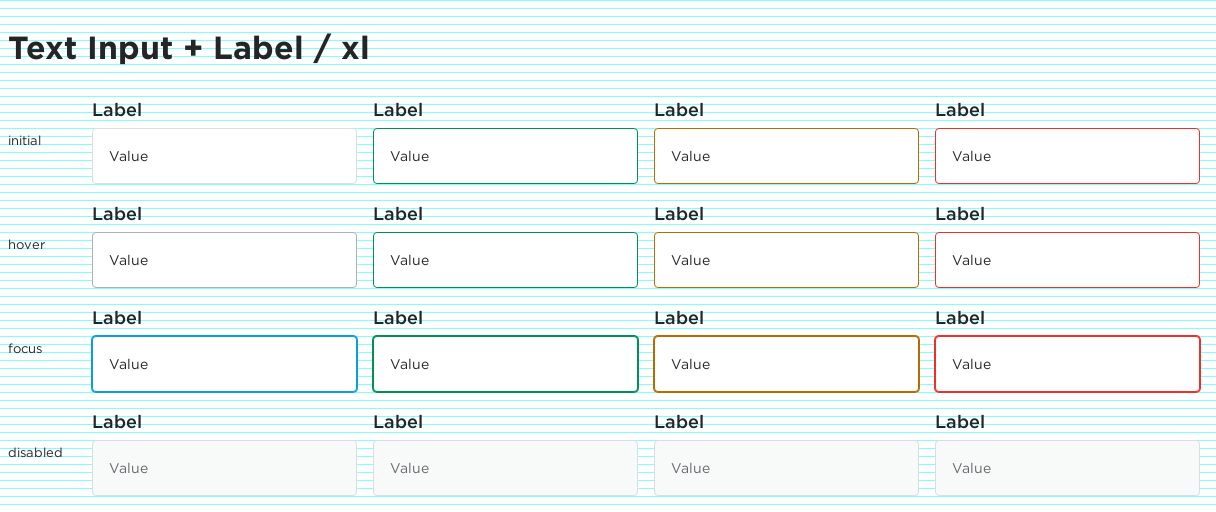 Text Input + Label / xl
Label Label Label Label
initial Value Value Value Value
Label Label Label Label
hover Value Value Value Value
Label Label Label Label
focus Value Value Value Value
Label Label Label Label
disabled Value Value Value Value